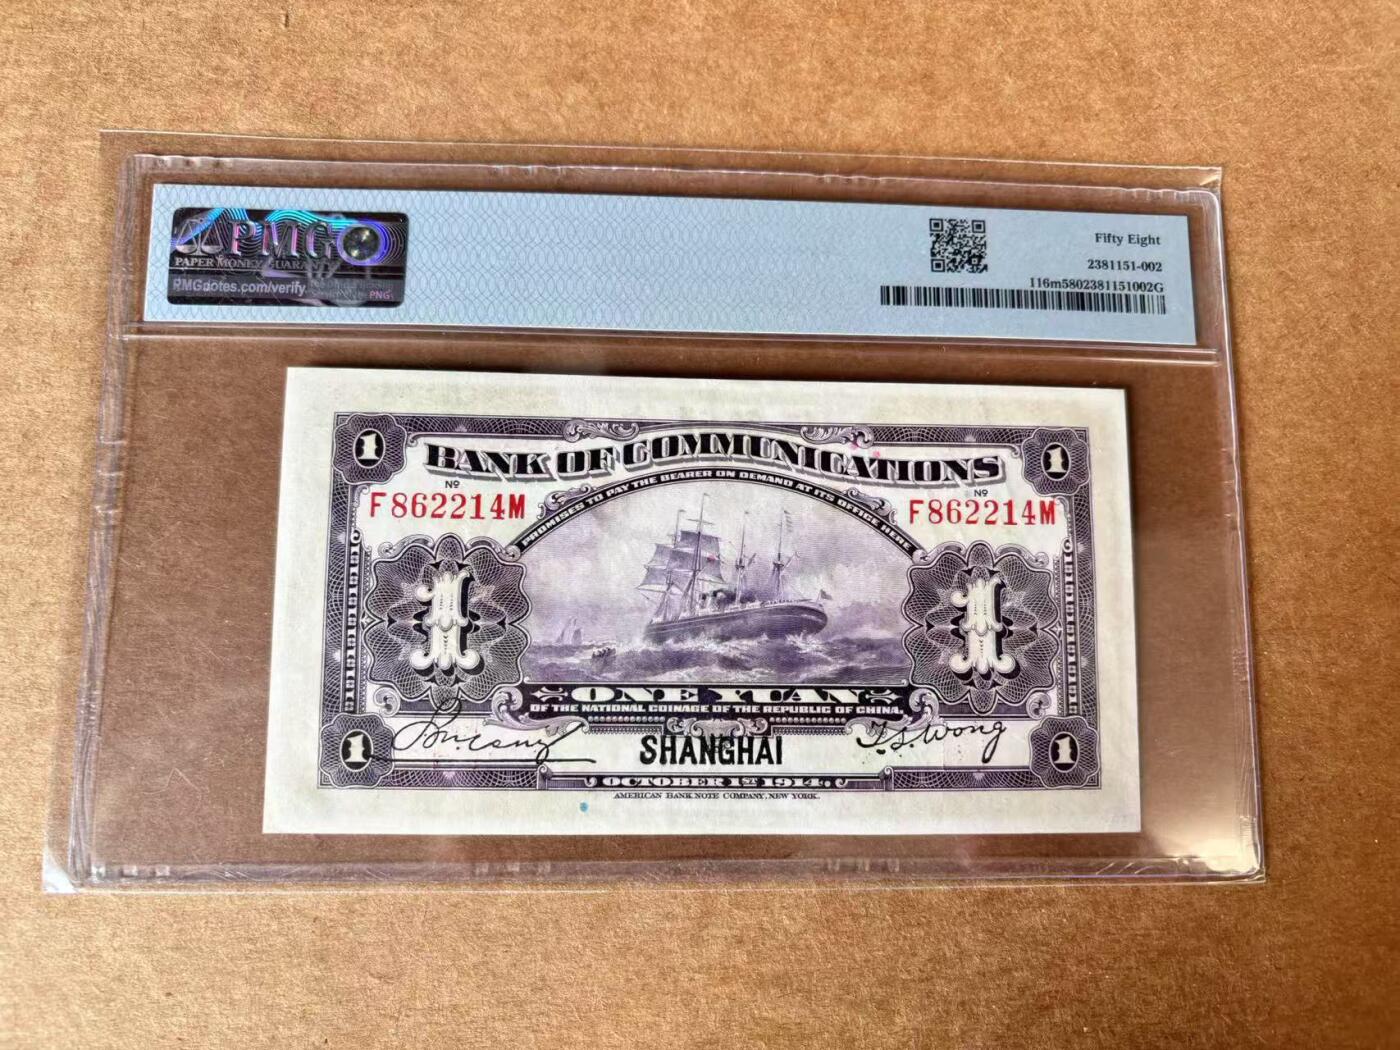 PMG
PAPER MONEY GUARANTY
PMGnotes.com/verify
PNG
Fifty Eight
2381151-002
116m5802381151002G
1 1
BANK OF COMMUNICATIONS
PROMISES TO PAY THE BEARER ON DEMAND AT ITS OFFICE HERE
Nº Nº
F862214M F862214M
1 1
ONE YUAN
OF THE NATIONAL COINAGE OF THE REPUBLIC OF CHINA.
T. S. Wong
SHANGHAI
1 1
OCTOBER 1ST 1914.
AMERICAN BANK NOTE COMPANY, NEW YORK.